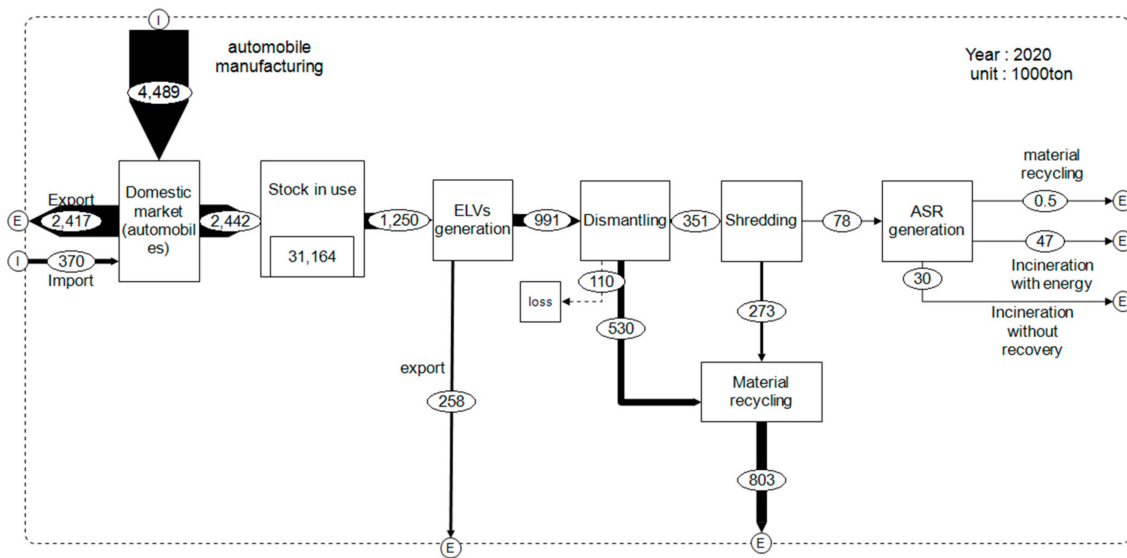 I
automobile
manufacturing
Year : 2020
unit : 1000ton
4,489
Export
E
2,417
I
370
Import
Domestic
market
(automobil
es)
2,442
Stock in use
31,164
1,250
ELVs
generation
991
Dismantling
351
Shredding
78
ASR
generation
material
recycling
0.5
E
47
E
Incineration
with energy
30
E
Incineration
without
recovery
110
loss
530
273
Material
recycling
export
258
E
803
E